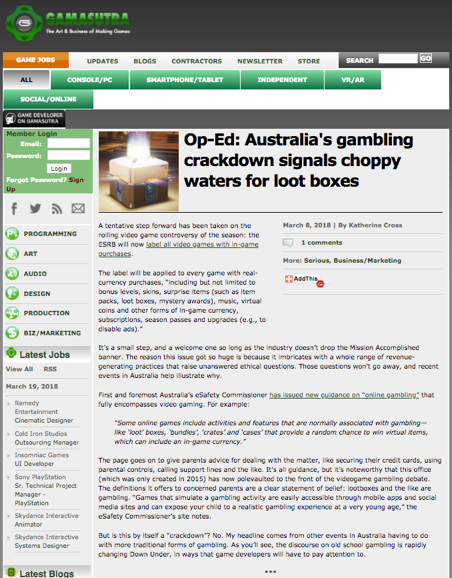 GAMASUTRA
The Art & Business of Making Games
GAME JOBS
UPDATES
BLOGS
CONTRACTORS
NEWSLETTER
STORE
SEARCH
GO
ALL
CONSOLE/PC
SMARTPHONE/TABLET
INDEPENDENT
VR/AR
SOCIAL/ONLINE
GAME DEVELOPER
ON GAMASUTRA
Member Login
Email:
Password:
Login
Forgot Password? Sign
Up
PROGRAMMING
ART
AUDIO
DESIGN
PRODUCTION
BIZ/MARKETING
Latest Jobs
View All RSS
March 19, 2018
Remedy
Entertainment
Cinematic Designer
Cold Iron Studios
Outsourcing Manager
Insomniac Games
UI Developer
Sony PlayStation
Sr. Technical Project
Manager -
PlayStation
Skydance Interactive
Animator
Skydance Interactive
Systems Designer
Latest Blogs
Op-Ed: Australia's gambling
crackdown signals choppy
waters for loot boxes
March 8, 2018 | By Katherine Cross
1 comments
More: Serious, Business/Marketing
AddThis
A tentative step forward has been taken on the
roiling video game controversy of the season: the
ESRB will now label all video games with in-game
purchases.
The label will be applied to every game with real-
currency purchases, “including but not limited to
bonus levels, skins, surprise items (such as item
packs, loot boxes, mystery awards), music, virtual
coins and other forms of in-game currency,
subscriptions, season passes and upgrades (e.g., to
disable ads).”
It’s a small step, and a welcome one so long as the industry doesn’t drop the Mission Accomplished
banner. The reason this issue got so huge is because it imbricates with a whole range of revenue-
generating practices that raise unanswered ethical questions. Those questions won’t go away, and recent
events in Australia help illustrate why.
First and foremost Australia’s eSafety Commissioner has issued new guidance on “online gambling” that
fully encompasses video gaming. For example:
“Some online games include activities and features that are normally associated with gambling—
like ‘loot’ boxes, ‘bundles’, ‘crates’ and ‘cases’ that provide a random chance to win virtual items,
which can include an in-game currency.”
The page goes on to give parents advice for dealing with the matter, like securing their credit cards, using
parental controls, calling support lines and the like. It’s all guidance, but it’s noteworthy that this office
(which was only created in 2015) has now polevaulted to the front of the videogame gambling debate.
The definitions it offers to concerned parents are a clear statement of belief: lootboxes and the like are
gambling. “Games that simulate a gambling activity are easily accessible through mobile apps and social
media sites and can expose your child to a realistic gambling experience at a very young age,” the
eSafety Commissioner’s site notes.
But is this by itself a “crackdown”? No. My headline comes from other events in Australia having to do
with more traditional forms of gambling. As you’ll see, the discourse on old school gambling is rapidly
changing Down Under, in ways that game developers will have to pay attention to.
***